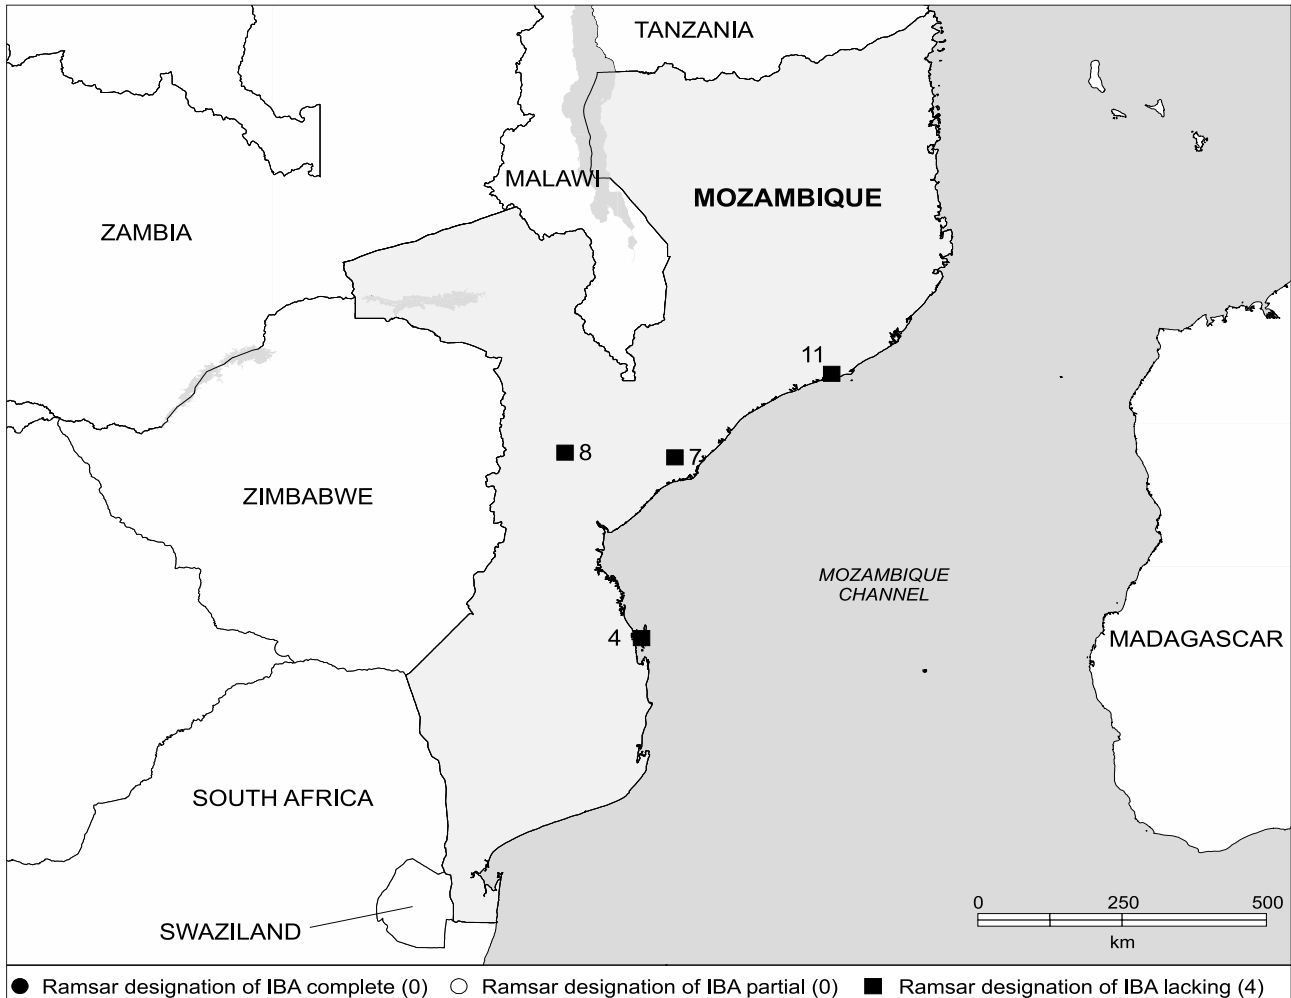 TANZANIA
MALAWI
MOZAMBIQUE
ZAMBIA
11
8
7
ZIMBABWE
MOZAMBIQUE
CHANNEL
4
MADAGASCAR
SOUTH AFRICA
SWAZILAND
0 250 500
km
Ramsar designation of IBA complete (0) Ramsar designation of IBA partial (0) Ramsar designation of IBA lacking (4)